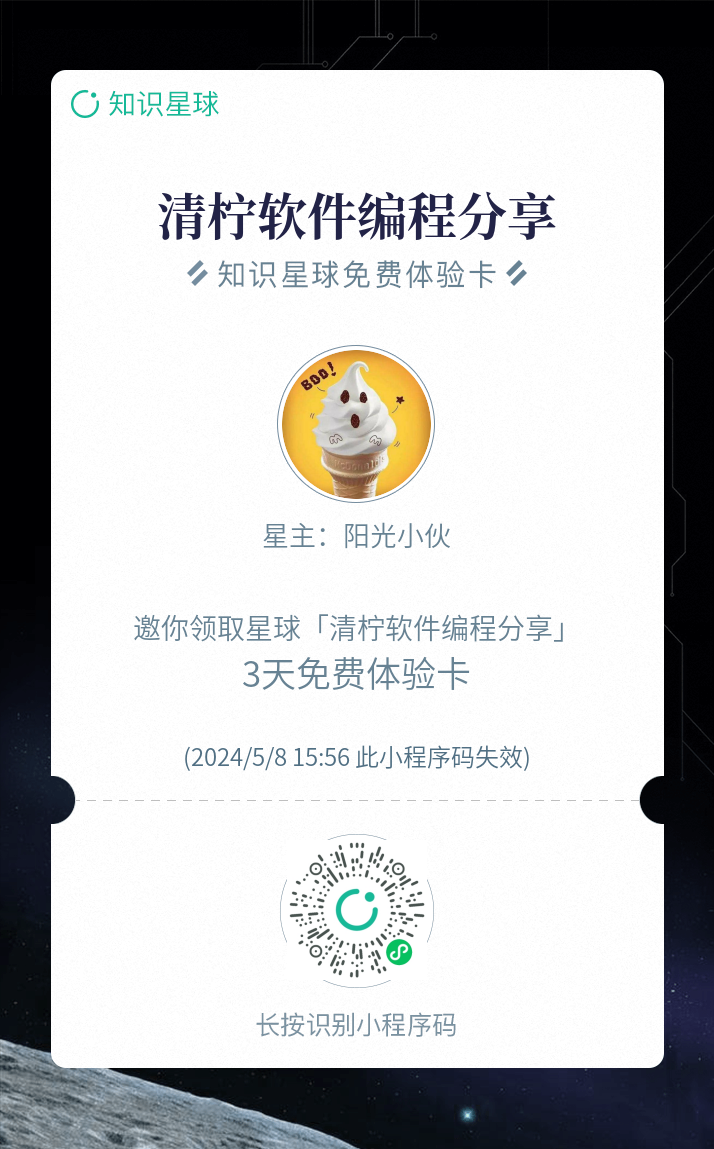 知识星球
清柠软件编程分享
知识星球免费体验卡
BOO!
星主：阳光小伙
邀你领取星球「清柠软件编程分享」
3天免费体验卡
(2024/5/8 15:56 此小程序码失效)
长按识别小程序码